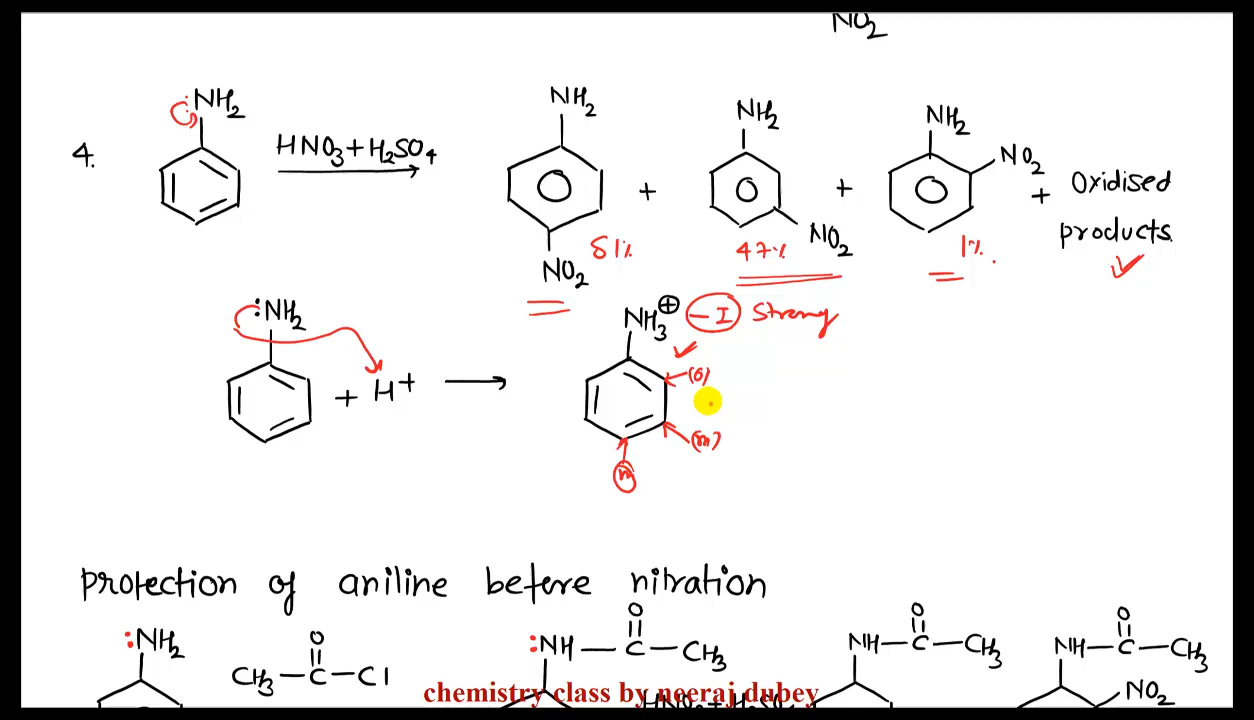 NO2
4.
:NH2
HNO3+H2SO4
NH2
NO2
51%
+
NH2
NO2
47%
+
NH2
NO2
1%.
+
Oxidised
products
:NH2
+ H+
NH3 ⊕
-I Strong
(o)
(m)
protection of aniline before nitration
:NH2
CH3-C-Cl
O
:NH-C-CH3
O
HNO3+H2SO4
NH-C-CH3
O
NH-C-CH3
O
NO2
chemistry class by neeraj dubey